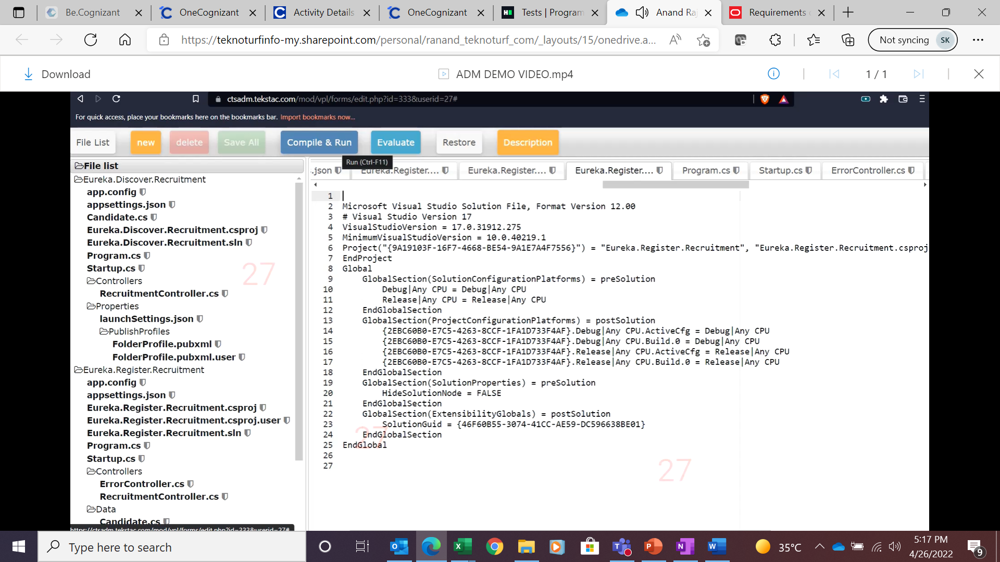 Be.Cognizant
OneCognizant
Activity Details
OneCognizant
Tests | Program
Anand Raj
Requirements
https://teknoturfinfo-my.sharepoint.com/personal/ranand_teknoturf_com/_layouts/15/onedrive.a...
Not syncing SK
Download
ADM DEMO VIDEO.mp4
1 / 1
ctsadm.tekstac.com/mod/vpl/forms/edit.php?id=333&userid=27#
For quick access, place your bookmarks here on the bookmarks bar. Import bookmarks now...
File List new delete Save All Compile & Run Evaluate Restore Description
Run (Ctrl-F11)
File list
Eureka.Discover.Recruitment
app.config
appsettings.json
Candidate.cs
Eureka.Discover.Recruitment.csproj
Eureka.Discover.Recruitment.sln
Program.cs
Startup.cs
Controllers
RecruitmentController.cs
Properties
launchSettings.json
PublishProfiles
FolderProfile.pubxml
FolderProfile.pubxml.user
Eureka.Register.Recruitment
app.config
appsettings.json
Eureka.Register.Recruitment.csproj
Eureka.Register.Recruitment.csproj.user
Eureka.Register.Recruitment.sln
Program.cs
Startup.cs
Controllers
ErrorController.cs
RecruitmentController.cs
Data
Candidate.cs
https://ctsadm.tekstac.com/mod/vpl/forms/edit.php?id=333&userid=27#
27
s.json Eureka.Register.... Eureka.Register.... Eureka.Register.... Program.cs Startup.cs ErrorController.cs
1
2 Microsoft Visual Studio Solution File, Format Version 12.00
3 # Visual Studio Version 17
4 VisualStudioVersion = 17.0.31912.275
5 MinimumVisualStudioVersion = 10.0.40219.1
6 Project("{9A19103F-16F7-4668-BE54-9A1E7A4F7556}") = "Eureka.Register.Recruitment", "Eureka.Register.Recruitment.csproj
7 EndProject
8 Global
9 GlobalSection(SolutionConfigurationPlatforms) = preSolution
10 Debug|Any CPU = Debug|Any CPU
11 Release|Any CPU = Release|Any CPU
12 EndGlobalSection
13 GlobalSection(ProjectConfigurationPlatforms) = postSolution
14 {2EBC60B0-E7C5-4263-8CCF-1FA1D733F4AF}.Debug|Any CPU.ActiveCfg = Debug|Any CPU
15 {2EBC60B0-E7C5-4263-8CCF-1FA1D733F4AF}.Debug|Any CPU.Build.0 = Debug|Any CPU
16 {2EBC60B0-E7C5-4263-8CCF-1FA1D733F4AF}.Release|Any CPU.ActiveCfg = Release|Any CPU
17 {2EBC60B0-E7C5-4263-8CCF-1FA1D733F4AF}.Release|Any CPU.Build.0 = Release|Any CPU
18 EndGlobalSection
19 GlobalSection(SolutionProperties) = preSolution
20 HideSolutionNode = FALSE
21 EndGlobalSection
22 GlobalSection(ExtensibilityGlobals) = postSolution
23 SolutionGuid = {46F60B55-3074-41CC-AE59-DC596638BE01}
24 EndGlobalSection
25 EndGlobal
26
27
27
27
Type here to search
35°C
5:17 PM
4/26/2022
9